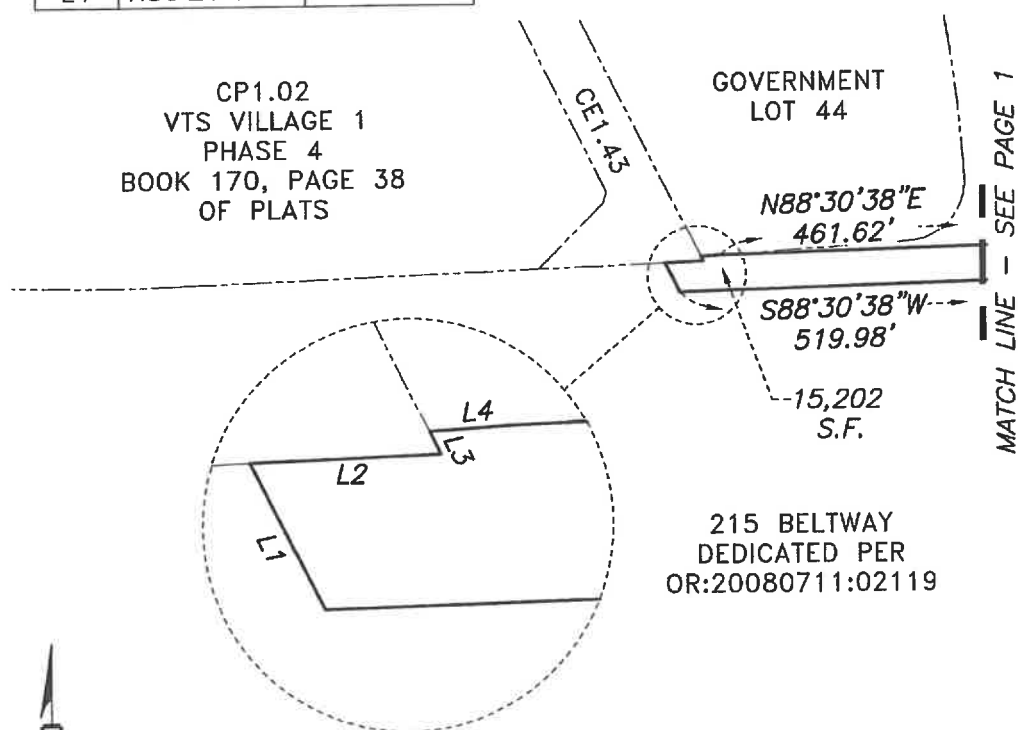 CP1.02
VTS VILLAGE 1
PHASE 4
BOOK 170, PAGE 38
OF PLATS
CE1.43
GOVERNMENT
LOT 44
N88°30'38"E
461.62'
S88°30'38"W
519.98'
15,202
S.F.
MATCH LINE - SEE PAGE 1
L4
L3
L2
L1
215 BELTWAY
DEDICATED PER
OR:20080711:02119